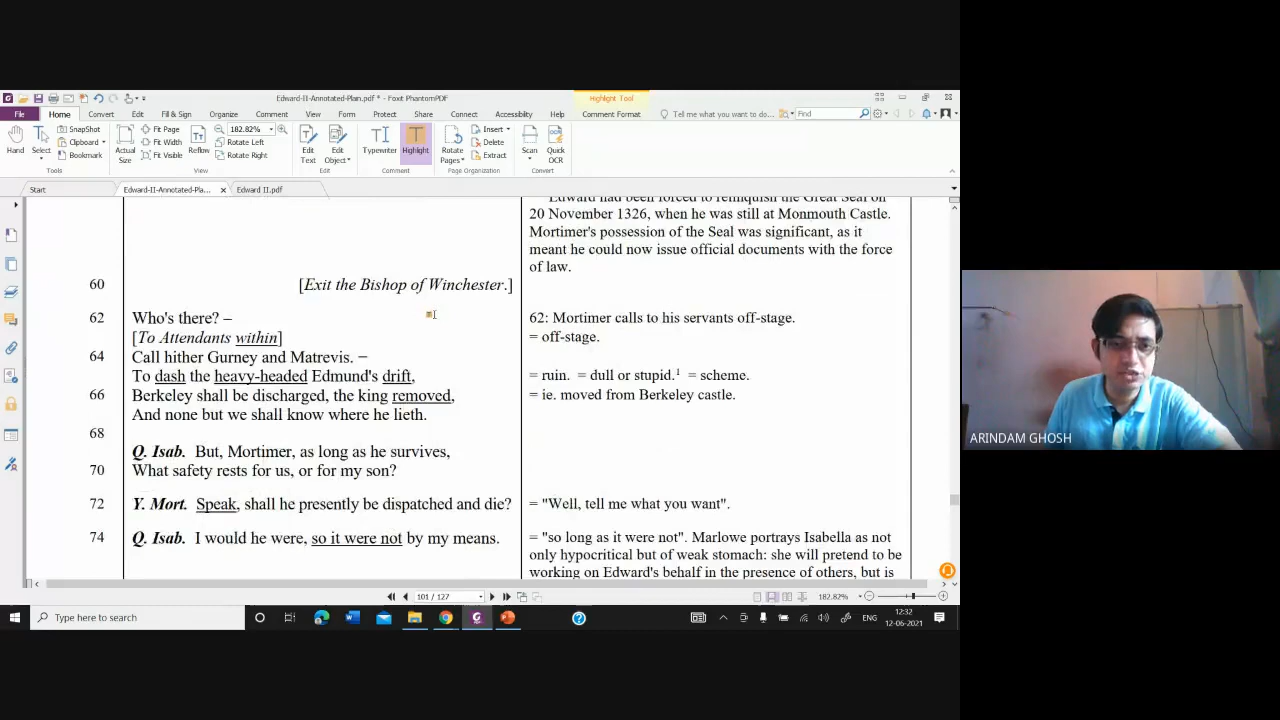 Edward-II-Annotated-Plain.pdf * - Foxit PhantomPDF
Highlight Tool
File Home Convert Edit Fill & Sign Organize Comment View Form Protect Share Connect Accessibility Help Comment Format Tell me what you want... Find
Hand
Select
SnapShot
Clipboard
Bookmark
Actual Size
Fit Page
Fit Width
Fit Visible
Reflow
182.82%
Rotate Left
Rotate Right
Edit Text
Edit Object
Typewriter
Highlight
Rotate Pages
Insert
Delete
Extract
Scan
Quick OCR
Tools View Edit Comment Page Organization Convert
Start Edward-II-Annotated-Pla... Edward II.pdf
Edward had been forced to relinquish the Great Seal on
20 November 1326, when he was still at Monmouth Castle.
Mortimer's possession of the Seal was significant, as it
meant he could now issue official documents with the force
of law.
60 [Exit the Bishop of Winchester.]
62 Who's there? – 62: Mortimer calls to his servants off-stage.
[To Attendants within] = off-stage.
64 Call hither Gurney and Matrevis. –
To dash the heavy-headed Edmund's drift, = ruin. = dull or stupid.¹ = scheme.
66 Berkeley shall be discharged, the king removed, = ie. moved from Berkeley castle.
And none but we shall know where he lieth.
68
Q. Isab. But, Mortimer, as long as he survives,
70 What safety rests for us, or for my son?
72 Y. Mort. Speak, shall he presently be dispatched and die? = "Well, tell me what you want".
74 Q. Isab. I would he were, so it were not by my means. = "so long as it were not". Marlowe portrays Isabella as not
only hypocritical but of weak stomach: she will pretend to be
working on Edward's behalf in the presence of others, but is
101 / 127 182.82%
Type here to search
ENG
12:32
12-06-2021
ARINDAM GHOSH